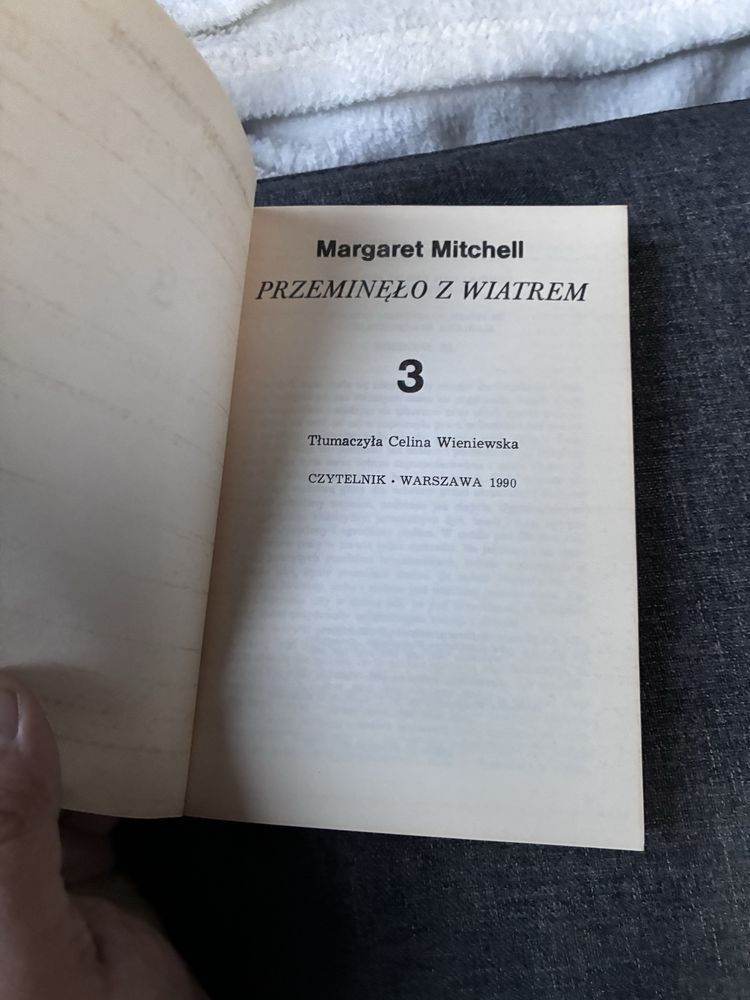 Margaret Mitchell
PRZEMINĘŁO Z WIATREM
3
Tłumaczyła Celina Wieniewska
CZYTELNIK • WARSZAWA 1990